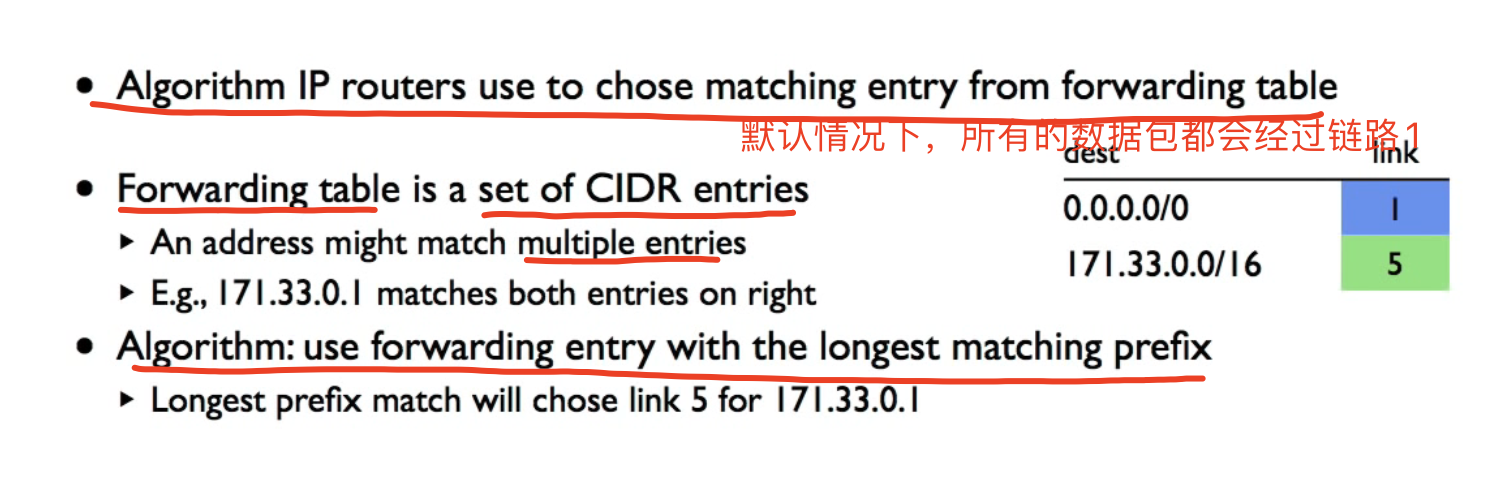 • Algorithm IP routers use to chose matching entry from forwarding table
默认情况下，所有的数据包都会经过链路1
dest link
• Forwarding table is a set of CIDR entries
0.0.0.0/0 1
▸ An address might match multiple entries
171.33.0.0/16 5
▸ E.g., 171.33.0.1 matches both entries on right
• Algorithm: use forwarding entry with the longest matching prefix
▸ Longest prefix match will chose link 5 for 171.33.0.1